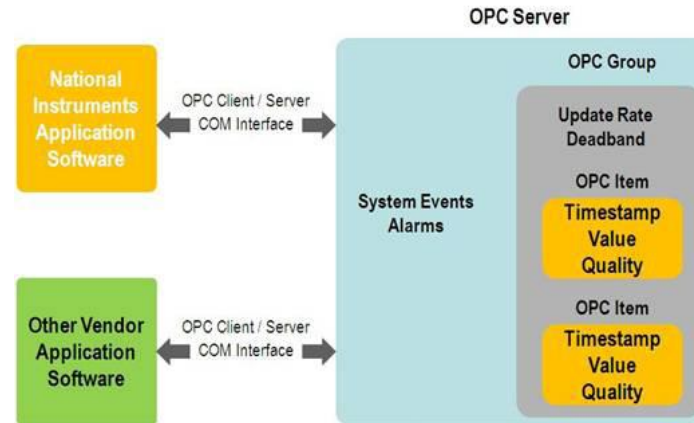 OPC Server
National
Instruments
Application
Software
OPC Client / Server
COM Interface
OPC Group
Update Rate
Deadband
OPC Item
Timestamp
Value
Quality
System Events
Alarms
Other Vendor
Application
Software
OPC Client / Server
COM Interface
OPC Item
Timestamp
Value
Quality